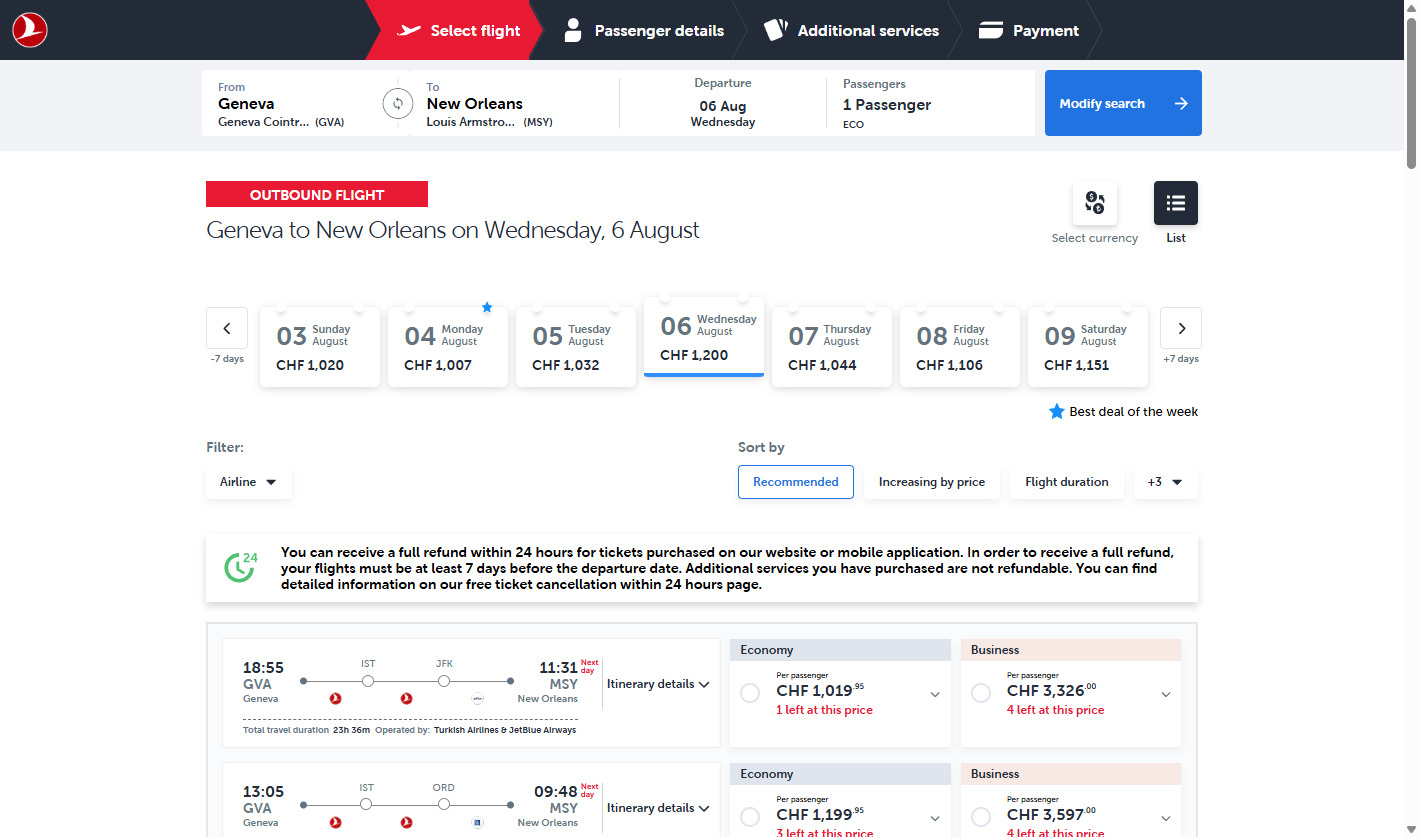 Select flight
Passenger details
Additional services
Payment
From
Geneva
Geneva Cointr... (GVA)
To
New Orleans
Louis Armstro... (MSY)
Departure
06 Aug
Wednesday
Passengers
1 Passenger
ECO
Modify search
OUTBOUND FLIGHT
Geneva to New Orleans on Wednesday, 6 August
Select currency
List
-7 days
03 Sunday August
CHF 1,020
04 Monday August
CHF 1,007
05 Tuesday August
CHF 1,032
06 Wednesday August
CHF 1,200
07 Thursday August
CHF 1,044
08 Friday August
CHF 1,106
09 Saturday August
CHF 1,151
+7 days
Best deal of the week
Filter:
Airline
Sort by
Recommended
Increasing by price
Flight duration
+3
24
You can receive a full refund within 24 hours for tickets purchased on our website or mobile application. In order to receive a full refund,
your flights must be at least 7 days before the departure date. Additional services you have purchased are not refundable. You can find
detailed information on our free ticket cancellation within 24 hours page.
18:55
GVA
Geneva
IST
JFK
11:31 Next day
MSY
New Orleans
Itinerary details
Total travel duration 23h 36m Operated by: Turkish Airlines & JetBlue Airways
Economy
Per passenger
CHF 1,019.95
1 left at this price
Business
Per passenger
CHF 3,326.00
4 left at this price
13:05
GVA
Geneva
IST
ORD
09:48 Next day
MSY
New Orleans
Itinerary details
Economy
Per passenger
CHF 1,199.95
3 left at this price
Business
Per passenger
CHF 3,597.00
4 left at this price